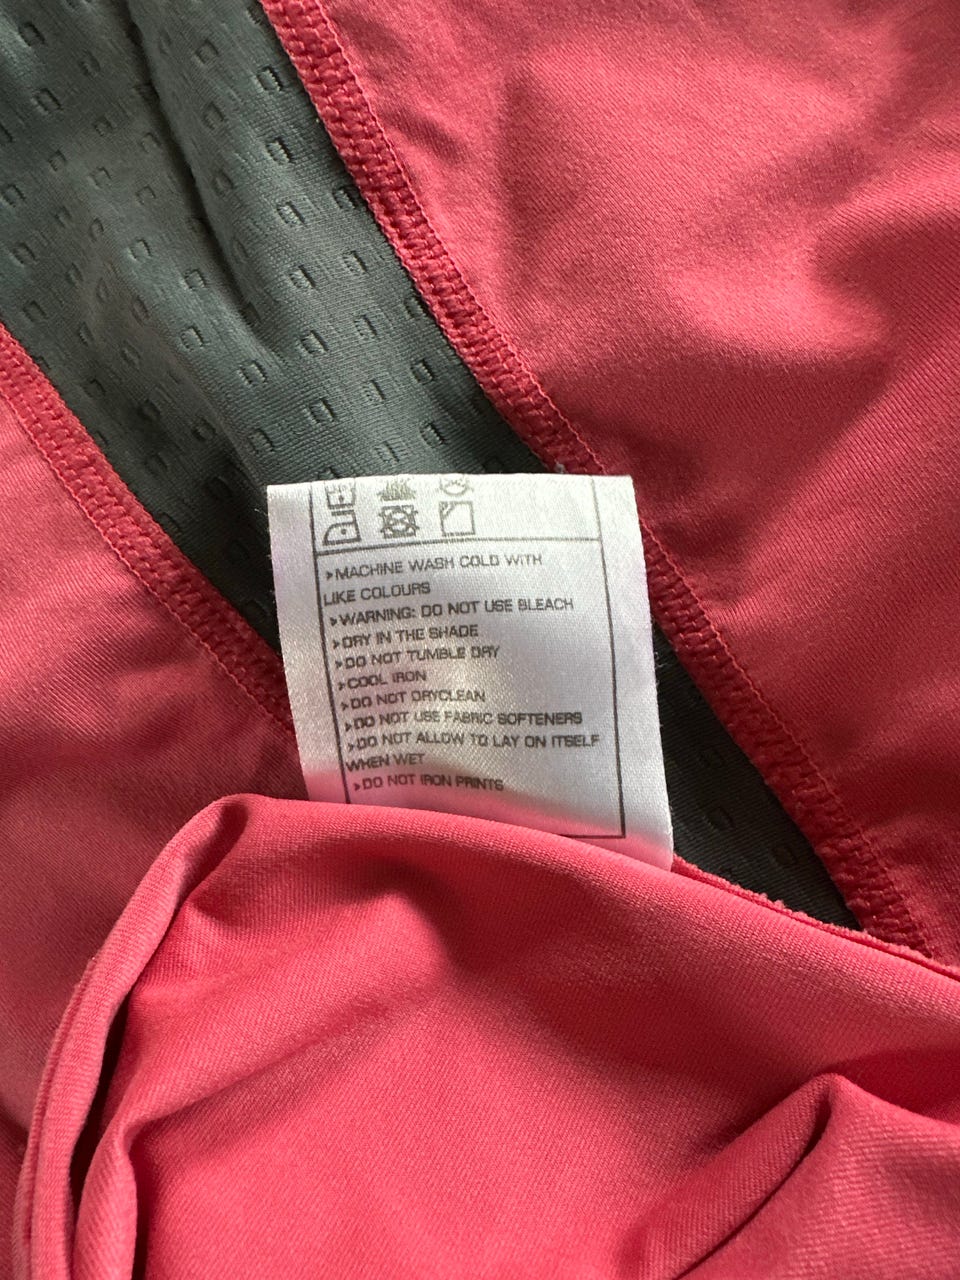 ▸MACHINE WASH COLD WITH
LIKE COLOURS
▸WARNING: DO NOT USE BLEACH
▸DRY IN THE SHADE
▸DO NOT TUMBLE DRY
▸COOL IRON
▸DO NOT DRYCLEAN
▸DO NOT USE FABRIC SOFTENERS
▸DO NOT ALLOW TO LAY ON ITSELF
WHEN WET
▸DO NOT IRON PRINTS